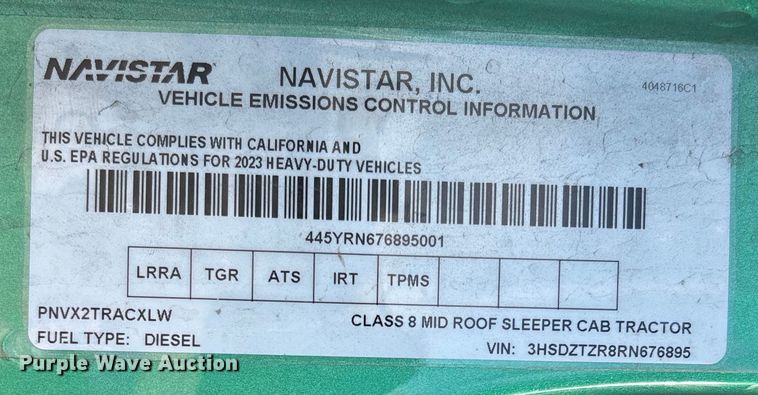 NAVISTAR
NAVISTAR, INC.
4048716C1
VEHICLE EMISSIONS CONTROL INFORMATION
THIS VEHICLE COMPLIES WITH CALIFORNIA AND
U.S. EPA REGULATIONS FOR 2023 HEAVY-DUTY VEHICLES
445YRN676895001
LRRA TGR ATS IRT TPMS
PNVX2TRACXLW
CLASS 8 MID ROOF SLEEPER CAB TRACTOR
FUEL TYPE: DIESEL
VIN: 3HSDZTZR8RN676895
Purple Wave Auction